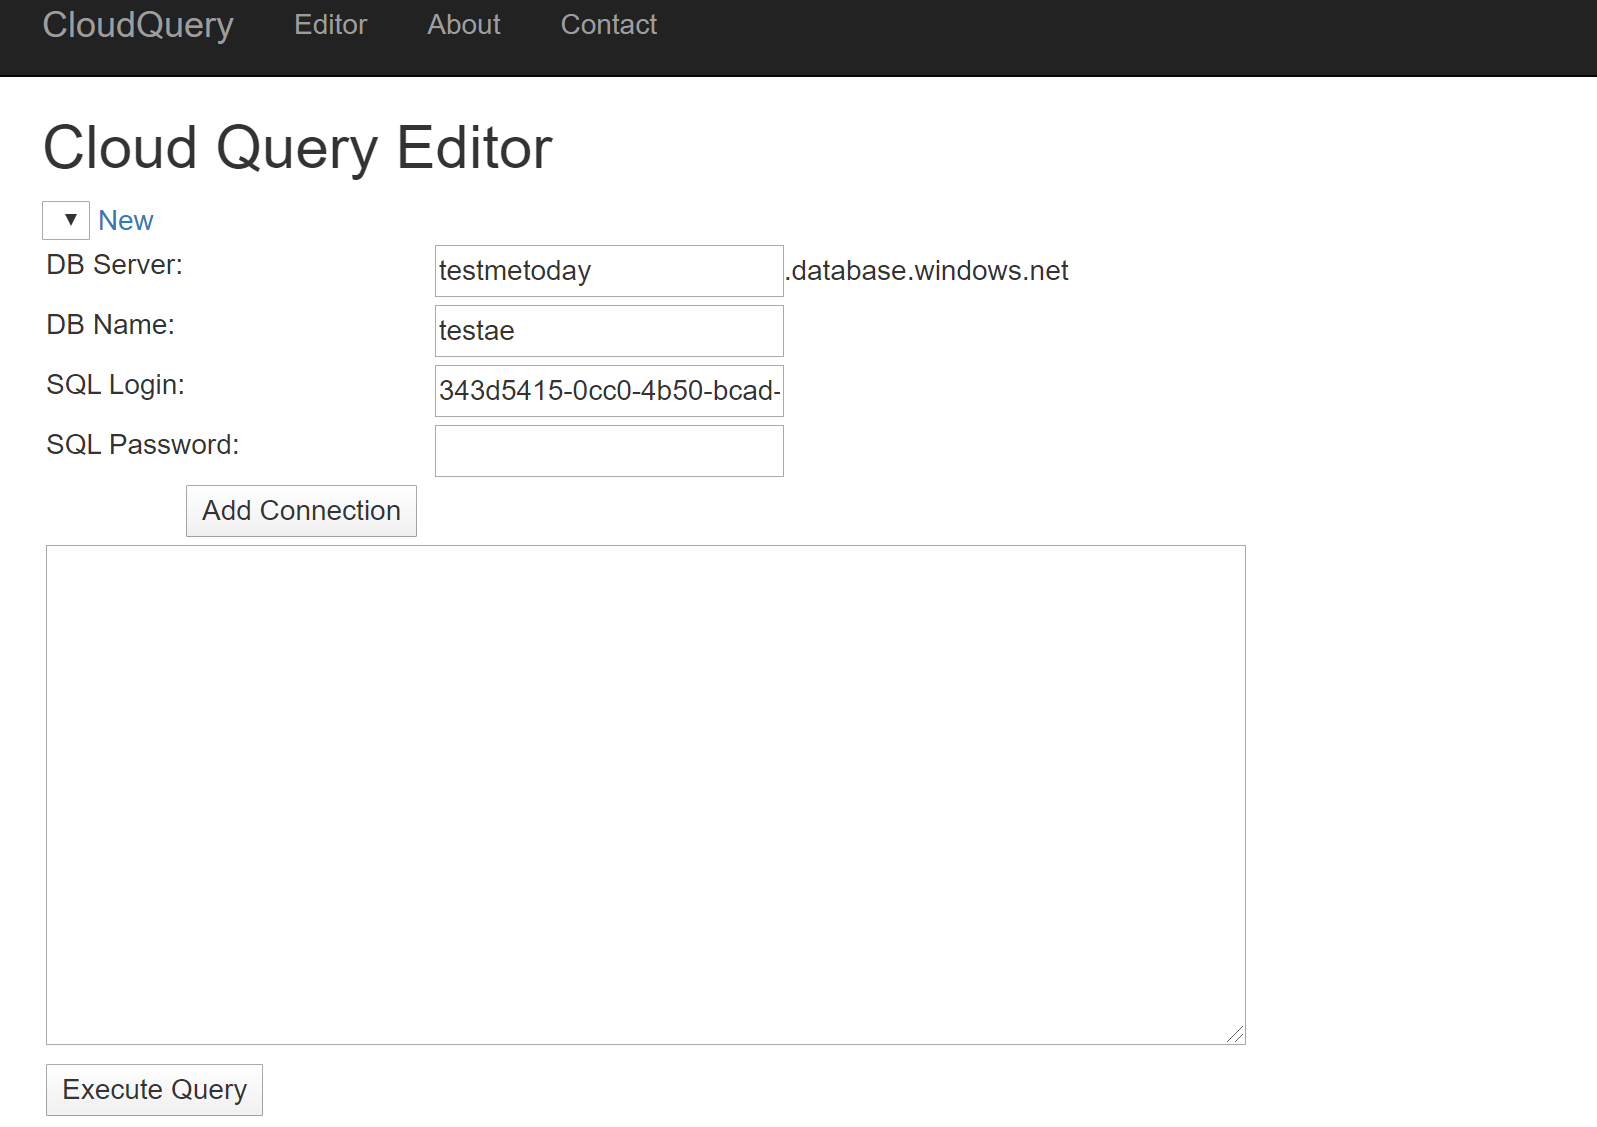 CloudQuery Editor About Contact
Cloud Query Editor
New
DB Server: testmetoday .database.windows.net
DB Name: testae
SQL Login: 343d5415-0cc0-4b50-bcad-
SQL Password:
Add Connection
Execute Query